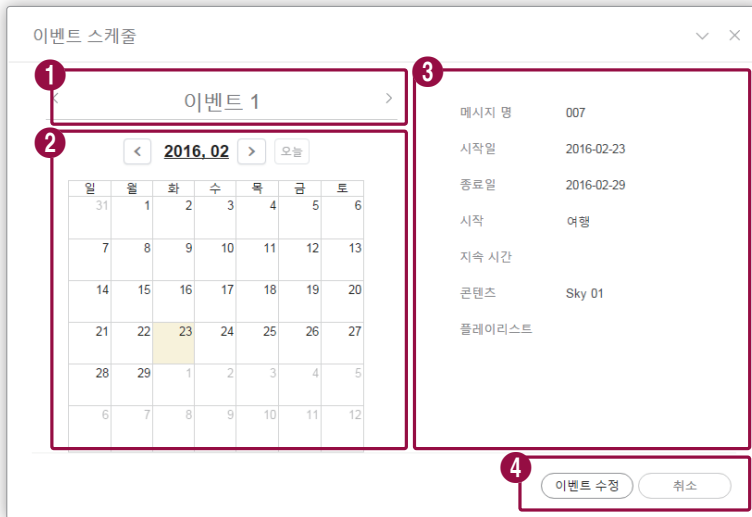 이벤트 스케줄
1
이벤트 1
2
2016, 02 오늘
일 월 화 수 목 금 토
31 1 2 3 4 5 6
7 8 9 10 11 12 13
14 15 16 17 18 19 20
21 22 23 24 25 26 27
28 29 1 2 3 4 5
6 7 8 9 10 11 12
3
메시지 명 007
시작일 2016-02-23
종료일 2016-02-29
시작 여행
지속 시간
콘텐츠 Sky 01
플레이리스트
4
이벤트 수정 취소